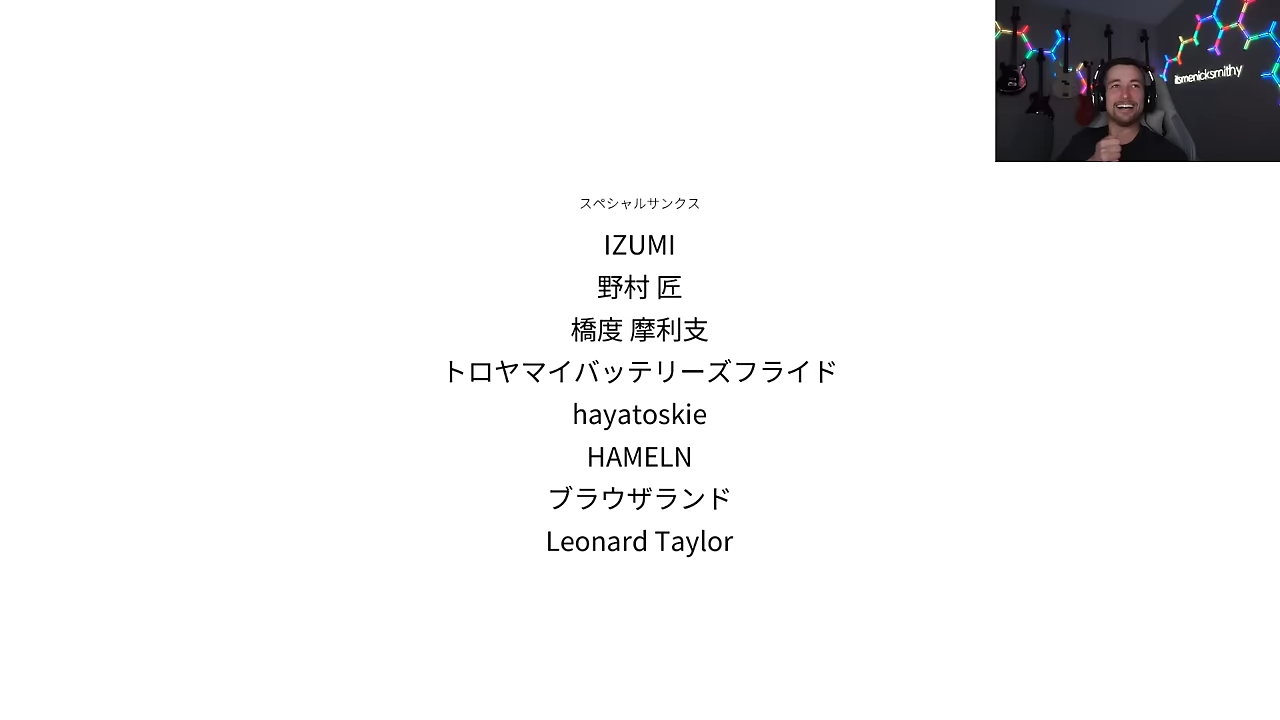 itsmenicksmithy
スペシャルサンクス
IZUMI
野村 匠
橋度 摩利支
トロヤマイバッテリーズフライド
hayatoskie
HAMELN
ブラウザランド
Leonard Taylor